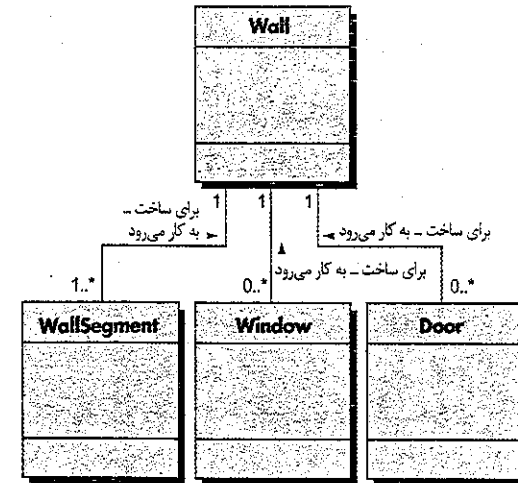 Wall
1
1
1
برای ساخت ـ
به کار می‌رود ►
◄ برای ساخت ـ به کار می‌رود
▲
برای ساخت ـ به کار می‌رود
1..*
0..*
0..*
WallSegment
Window
Door